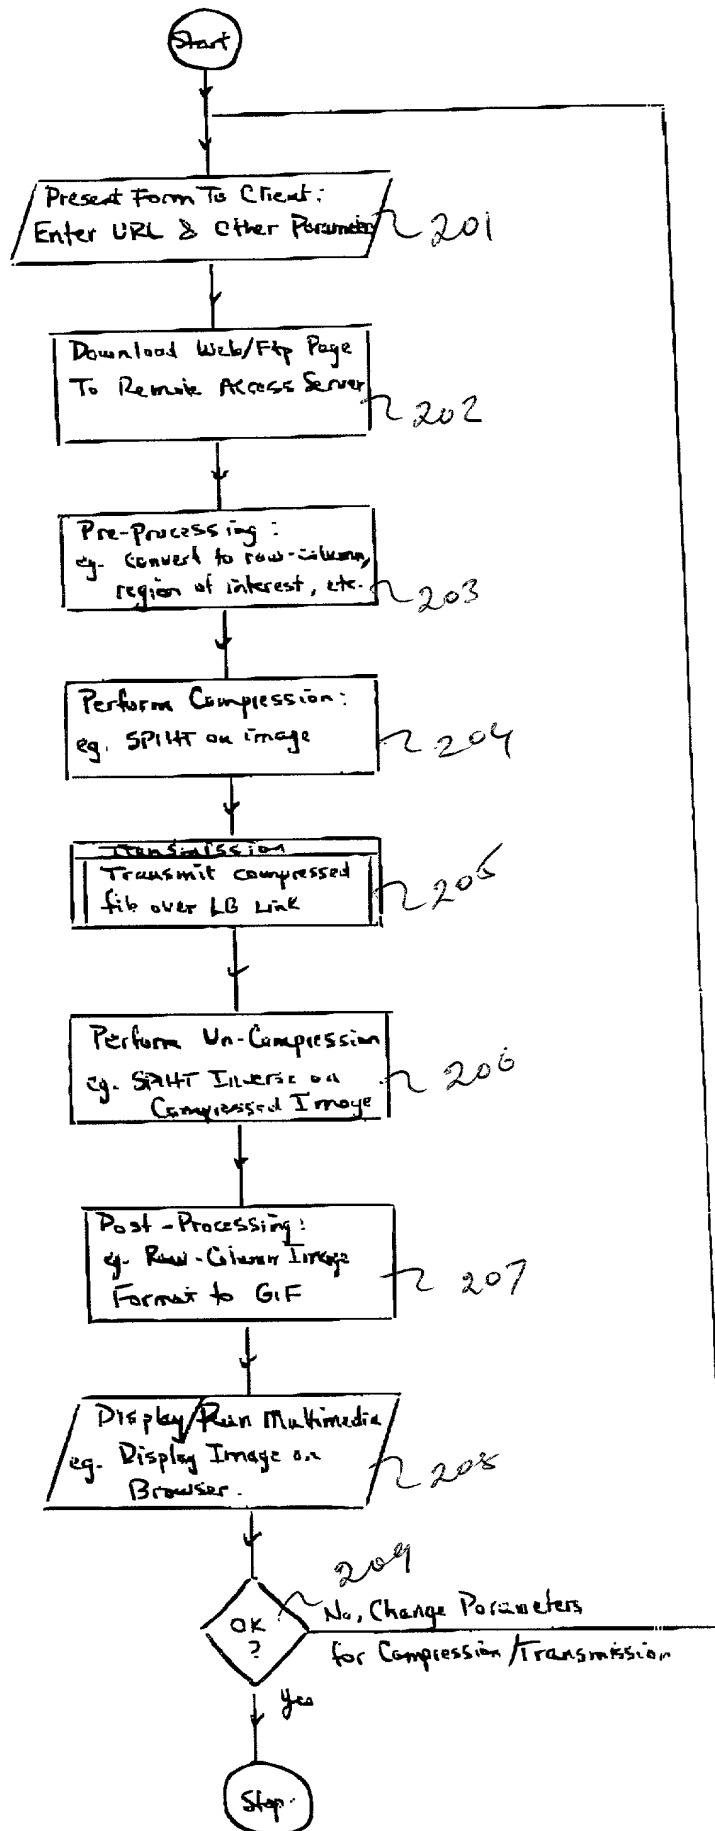 Start
Present Form To Client:
Enter URL & Other Parameter
201
Download Web/Ftp Page
To Remote Access Server
202
Pre-Processing:
eg. Convert to row-column,
region of interest, etc.
203
Perform Compression:
eg. SPIHT on image
204
Transmission
Transmit compressed
file over LB Link
205
Perform Un-Compression
eg. SPIHT Inverse on
Compressed Image
206
Post-Processing:
eg. Row-Column Image
Format to GIF
207
Display/Run Multimedia
eg. Display Image on
Browser.
208
209
OK
?
No, Change Parameters
for Compression/Transmission
Yes
Stop.